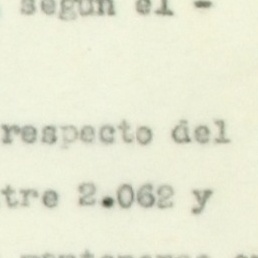 según el -
respecto del
tre 2.062 y